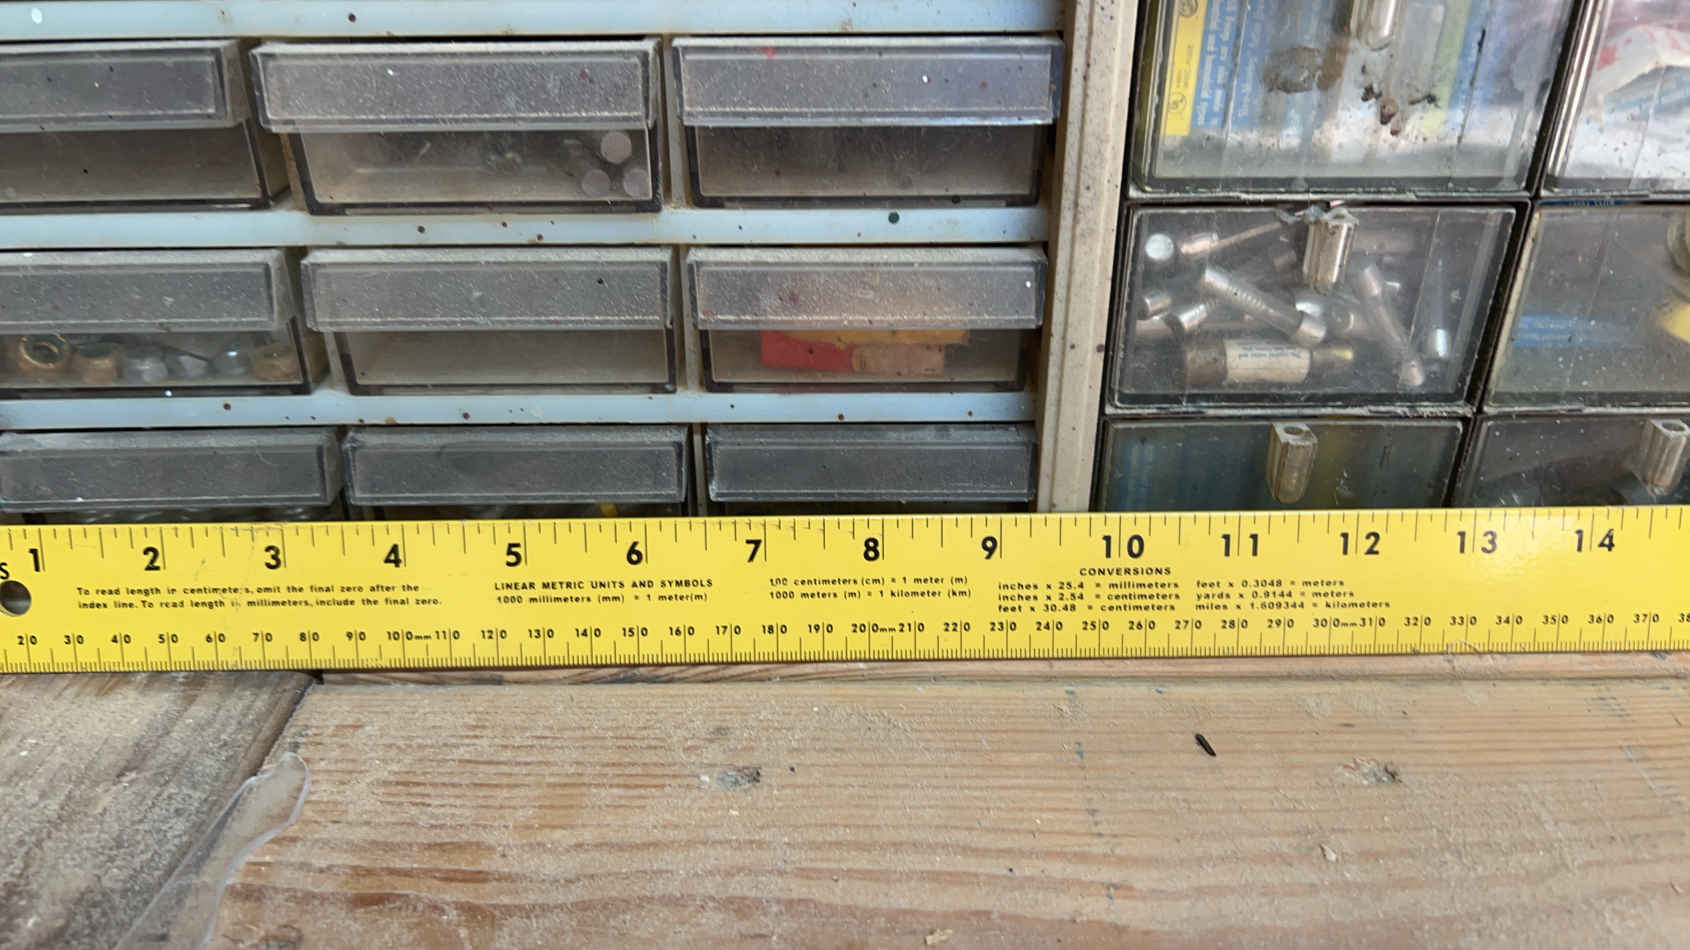 S 1 2 3 4 5 6 7 8 9 10 11 12 13 14
To read length in centimeters, omit the final zero after the
index line. To read length in millimeters, include the final zero.
LINEAR METRIC UNITS AND SYMBOLS
1000 millimeters (mm) = 1 meter(m)
100 centimeters (cm) = 1 meter (m)
1000 meters (m) = 1 kilometer (km)
CONVERSIONS
inches x 25.4 = millimeters feet x 0.3048 = meters
inches x 2.54 = centimeters yards x 0.9144 = meters
feet x 30.48 = centimeters miles x 1.609344 = kilometers
20 30 40 50 60 70 80 90 100mm 110 120 130 140 150 160 170 180 190 200mm 210 220 230 240 250 260 270 280 290 300mm 310 320 330 340 350 360 370 38